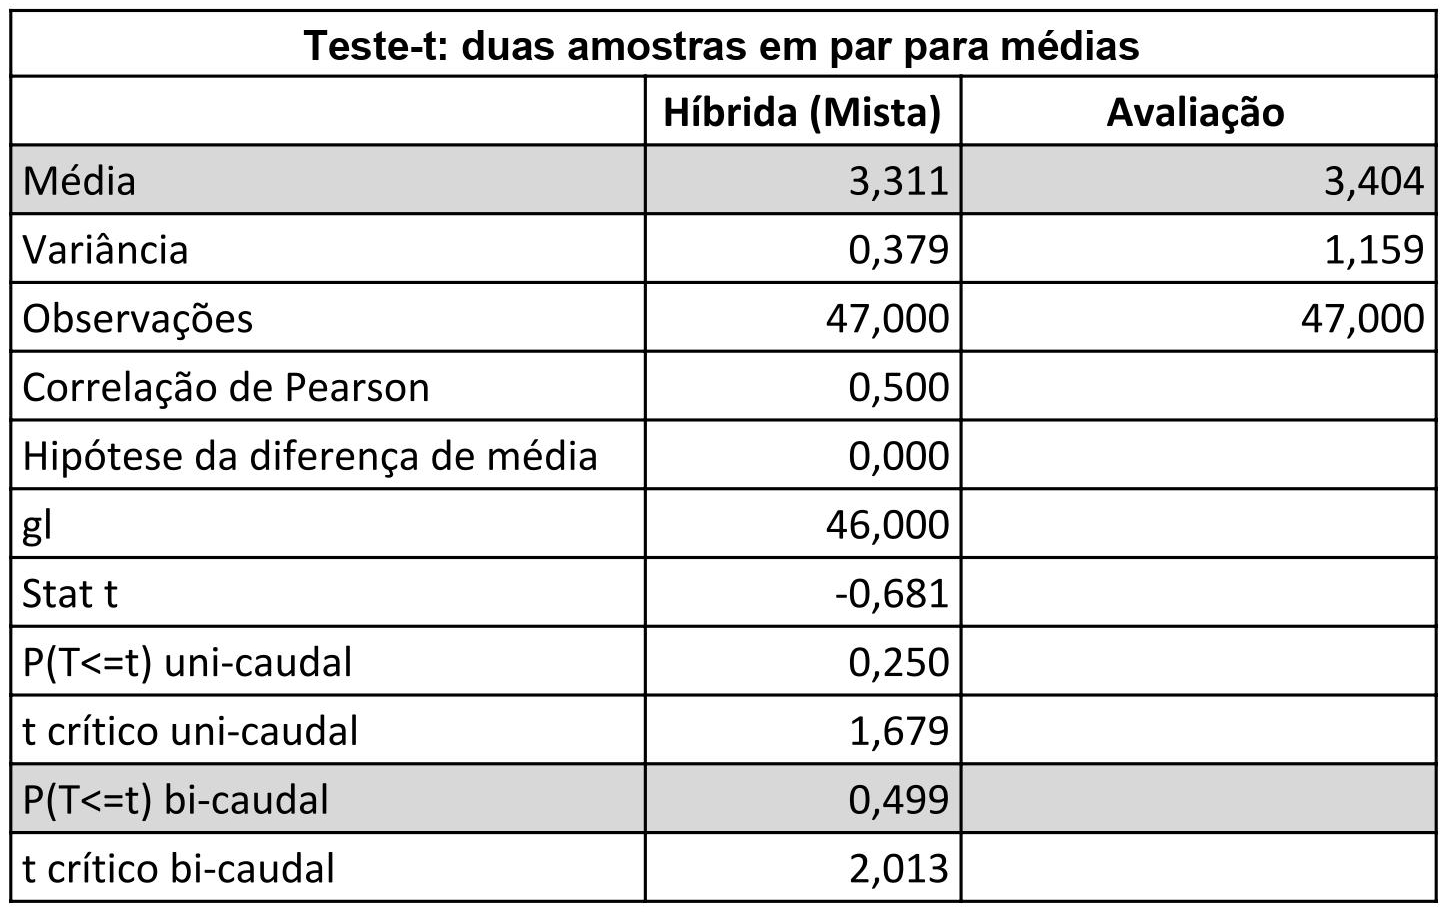 Teste-t: duas amostras em par para médias
Híbrida (Mista) Avaliação
Média 3,311 3,404
Variância 0,379 1,159
Observações 47,000 47,000
Correlação de Pearson 0,500
Hipótese da diferença de média 0,000
gl 46,000
Stat t -0,681
P(T<=t) uni-caudal 0,250
t crítico uni-caudal 1,679
P(T<=t) bi-caudal 0,499
t crítico bi-caudal 2,013